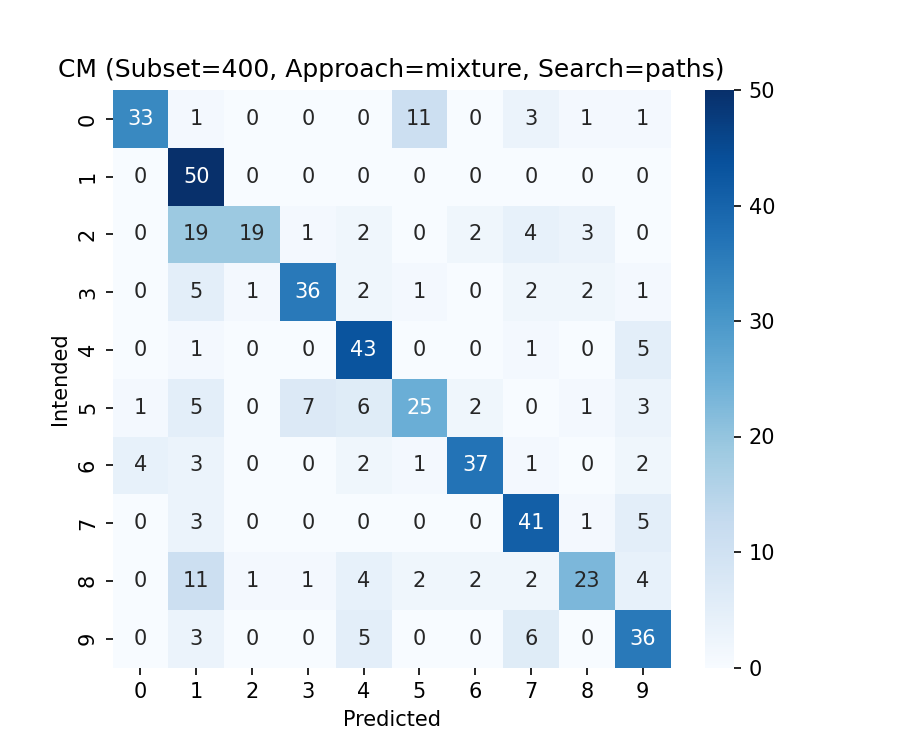 CM (Subset=400, Approach=mixture, Search=paths)
Intended
0 33 1 0 0 0 11 0 3 1 1
1 0 50 0 0 0 0 0 0 0 0
2 0 19 19 1 2 0 2 4 3 0
3 0 5 1 36 2 1 0 2 2 1
4 0 1 0 0 43 0 0 1 0 5
5 1 5 0 7 6 25 2 0 1 3
6 4 3 0 0 2 1 37 1 0 2
7 0 3 0 0 0 0 0 41 1 5
8 0 11 1 1 4 2 2 2 23 4
9 0 3 0 0 5 0 0 6 0 36
0 1 2 3 4 5 6 7 8 9
Predicted
50
40
30
20
10
0